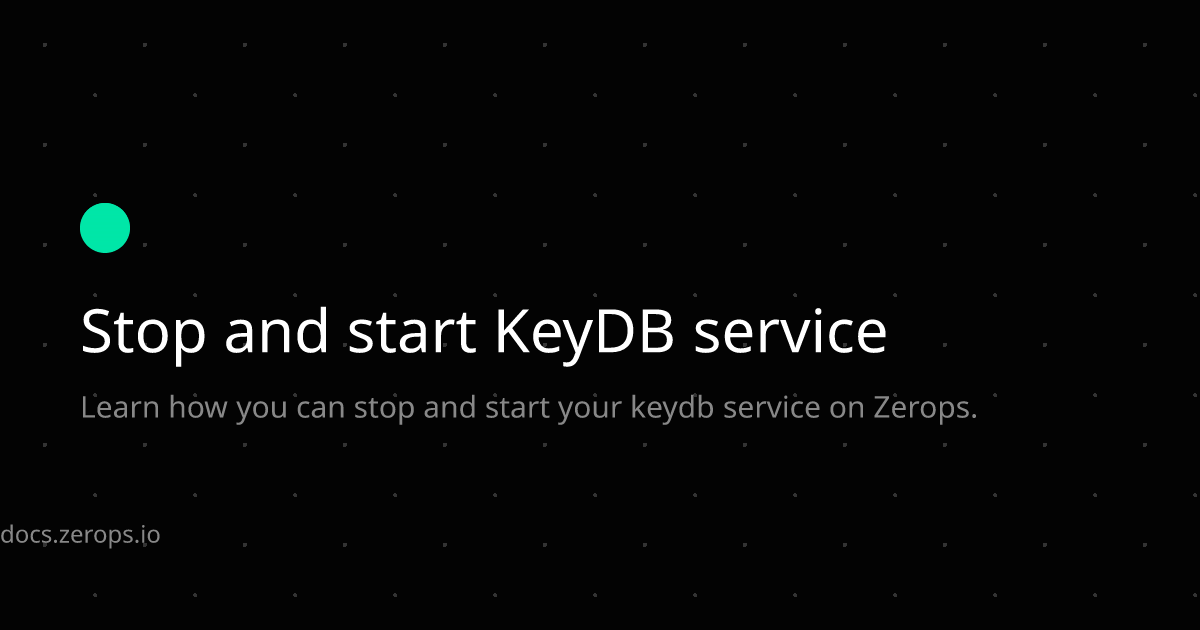 Stop and start KeyDB service
Learn how you can stop and start your keydb service on Zerops.
docs.zerops.io